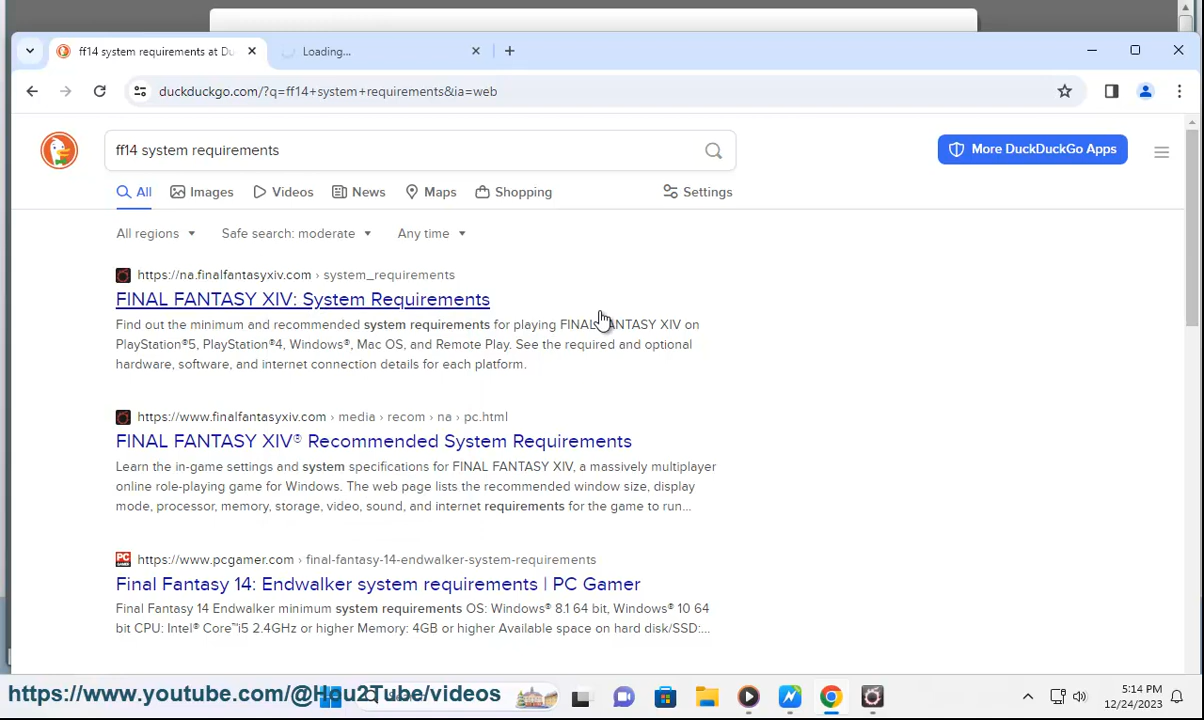 ff14 system requirements at Du
Loading...
duckduckgo.com/?q=ff14+system+requirements&ia=web
ff14 system requirements
More DuckDuckGo Apps
All Images Videos News Maps Shopping Settings
All regions Safe search: moderate Any time
https://na.finalfantasyxiv.com › system_requirements
FINAL FANTASY XIV: System Requirements
Find out the minimum and recommended system requirements for playing FINAL FANTASY XIV on
PlayStation®5, PlayStation®4, Windows®, Mac OS, and Remote Play. See the required and optional
hardware, software, and internet connection details for each platform.
https://www.finalfantasyxiv.com › media › recom › na › pc.html
FINAL FANTASY XIV® Recommended System Requirements
Learn the in-game settings and system specifications for FINAL FANTASY XIV, a massively multiplayer
online role-playing game for Windows. The web page lists the recommended window size, display
mode, processor, memory, storage, video, sound, and internet requirements for the game to run...
PC
https://www.pcgamer.com › final-fantasy-14-endwalker-system-requirements
Final Fantasy 14: Endwalker system requirements | PC Gamer
Final Fantasy 14 Endwalker minimum system requirements OS: Windows® 8.1 64 bit, Windows® 10 64
bit CPU: Intel® Core™i5 2.4GHz or higher Memory: 4GB or higher Available space on hard disk/SSD:...
https://www.youtube.com/@Hou2Tube/videos
5:14 PM
12/24/2023